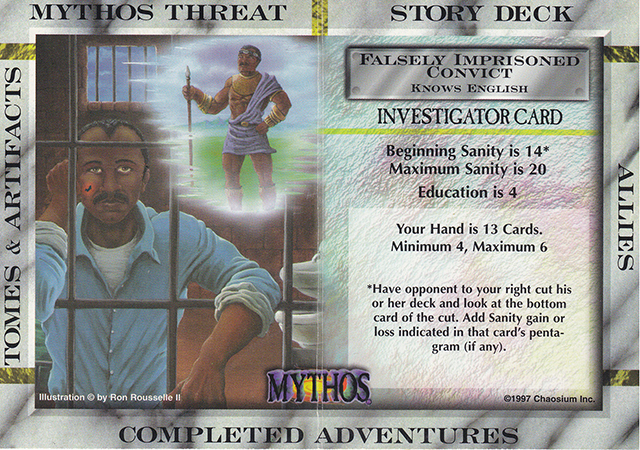 MYTHOS THREAT
STORY DECK
TOMES & ARTIFACTS
FALSELY IMPRISONED
CONVICT
KNOWS ENGLISH
INVESTIGATOR CARD
Beginning Sanity is 14*
Maximum Sanity is 20
Education is 4
Your Hand is 13 Cards.
Minimum 4, Maximum 6
*Have opponent to your right cut his
or her deck and look at the bottom
card of the cut. Add Sanity gain or
loss indicated in that card's penta-
gram (if any).
ALLIES
Illustration © by Ron Rousselle II
MYTHOS
©1997 Chaosium Inc.
COMPLETED ADVENTURES